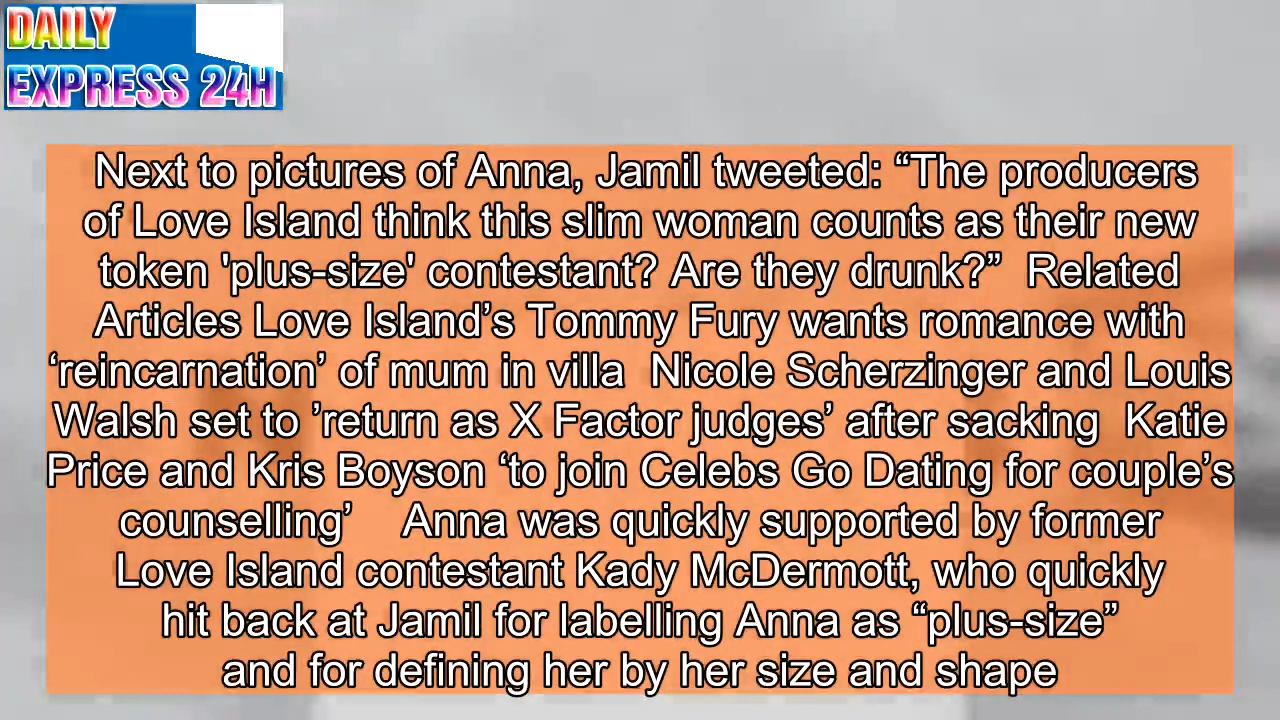 DAILY
EXPRESS 24H
Next to pictures of Anna, Jamil tweeted: “The producers
of Love Island think this slim woman counts as their new
token 'plus-size' contestant? Are they drunk?”  Related
Articles Love Island’s Tommy Fury wants romance with
‘reincarnation’ of mum in villa  Nicole Scherzinger and Louis
Walsh set to ’return as X Factor judges’ after sacking  Katie
Price and Kris Boyson ‘to join Celebs Go Dating for couple’s
counselling’    Anna was quickly supported by former
Love Island contestant Kady McDermott, who quickly
hit back at Jamil for labelling Anna as “plus-size”
and for defining her by her size and shape